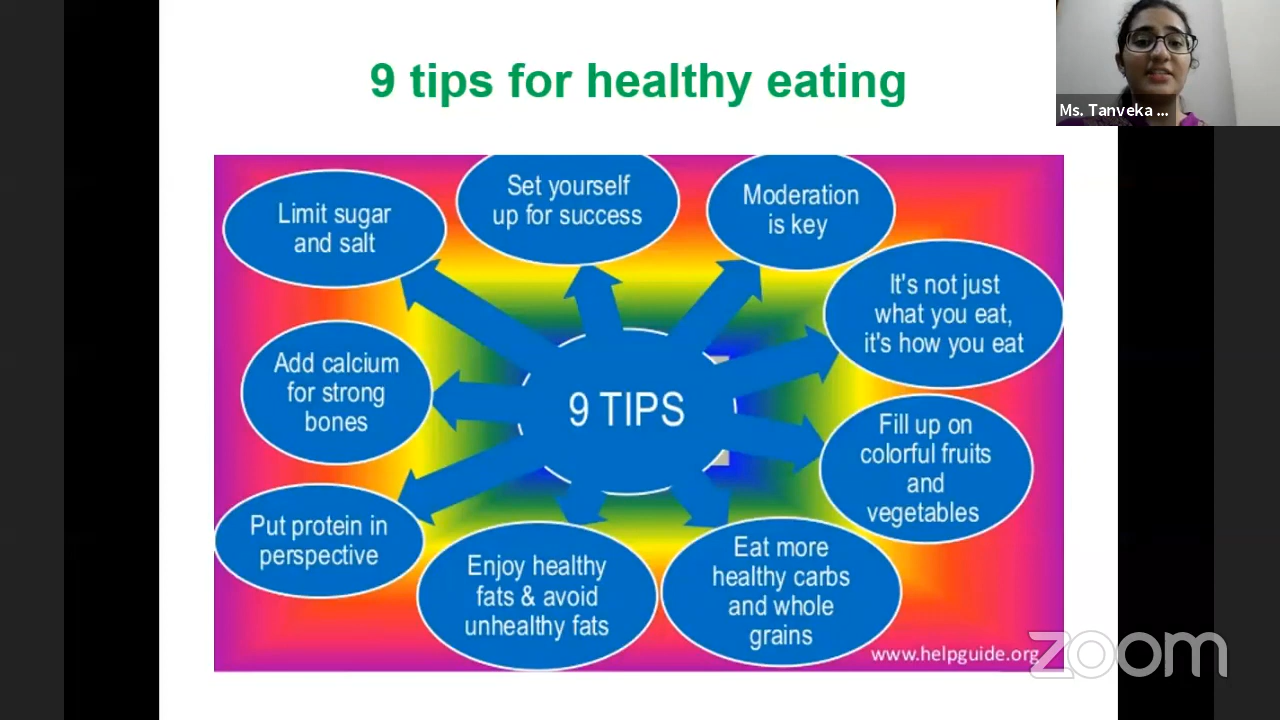 9 tips for healthy eating
Ms. Tanveka ...
Set yourself
up for success
Moderation
is key
It's not just
what you eat,
it's how you eat
Fill up on
colorful fruits
and
vegetables
Eat more
healthy carbs
and whole
grains
Enjoy healthy
fats & avoid
unhealthy fats
Put protein in
perspective
Add calcium
for strong
bones
Limit sugar
and salt
9 TIPS
www.helpguide.org
zoom